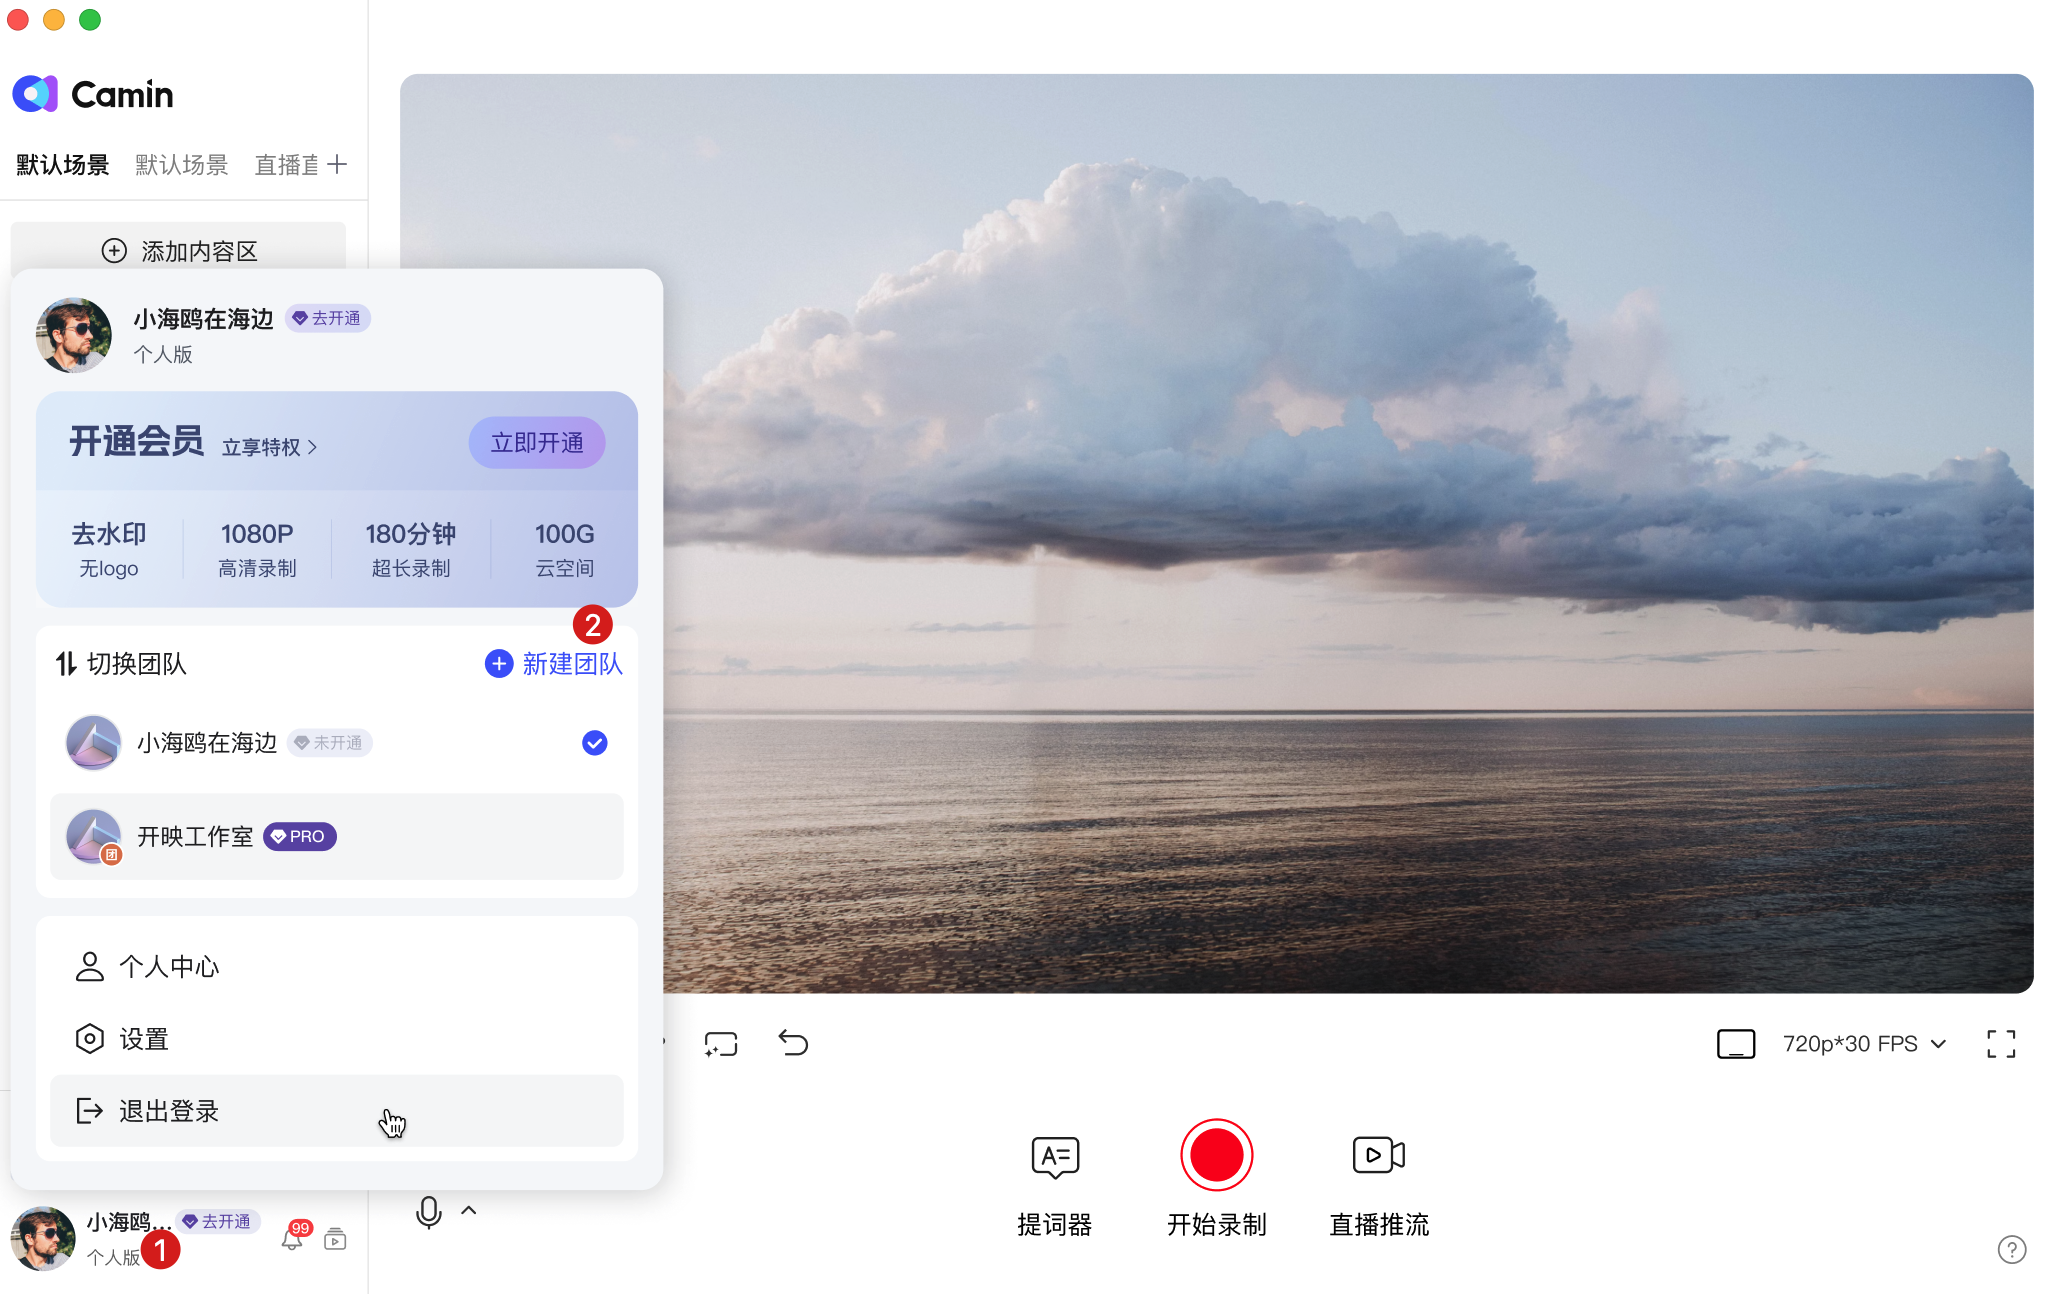 Camin
默认场景 默认场景 直播直
添加内容区
小海鸥在海边 去开通
个人版
开通会员 立享特权 立即开通
去水印 1080P 180分钟 100G
无logo 高清录制 超长录制 云空间
2
切换团队 新建团队
小海鸥在海边 未开通
开映工作室 PRO
团
个人中心
设置
退出登录
720p*30 FPS
A
提词器 开始录制 直播推流
小海鸥... 去开通 99
个人版 1
?